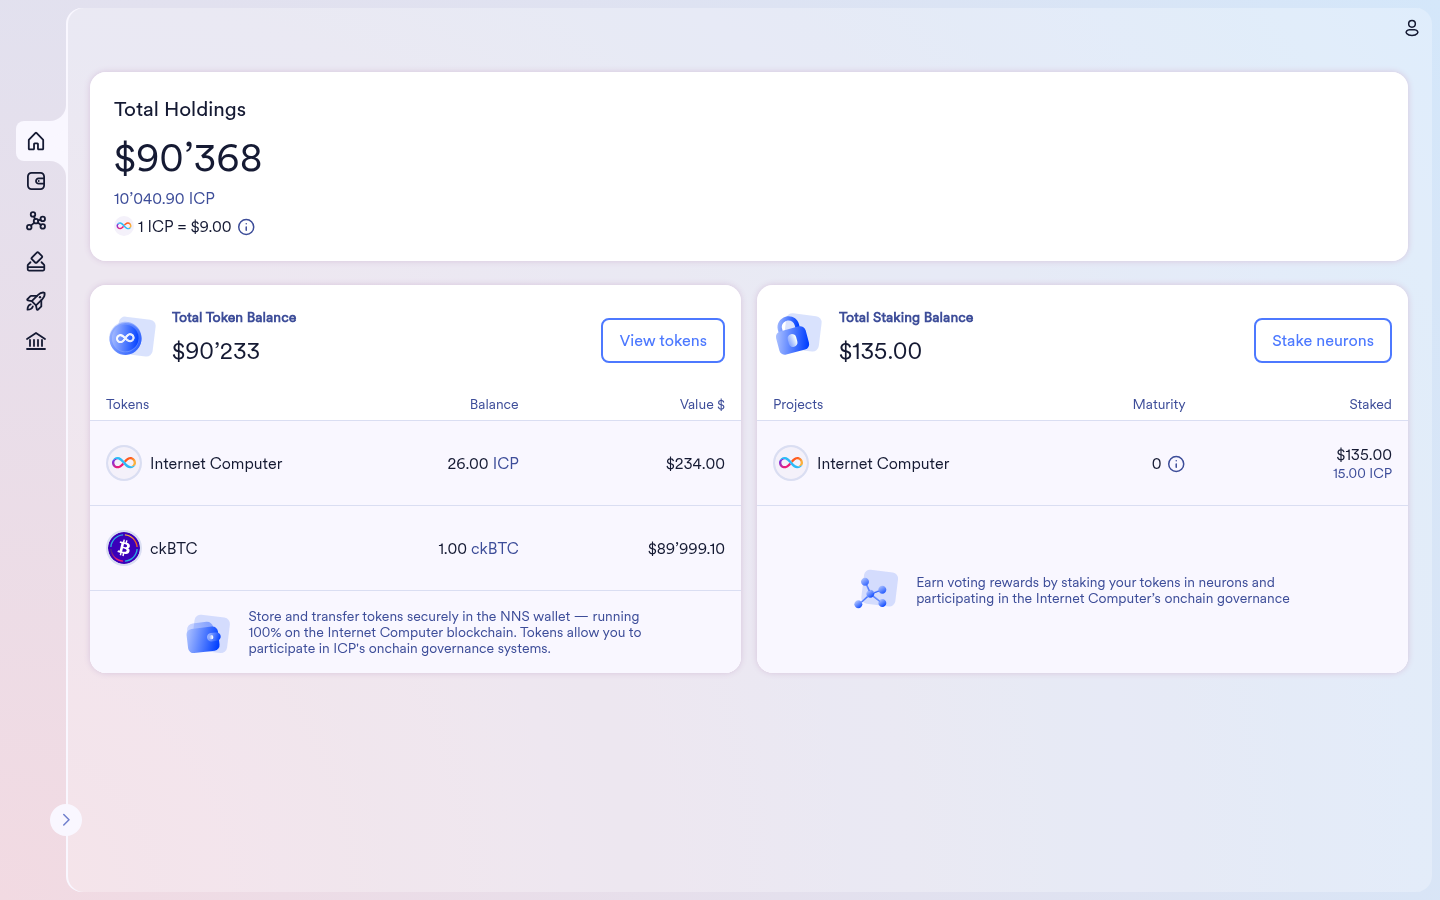 Total Holdings
$90’368
10’040.90 ICP
1 ICP = $9.00
Total Token Balance
$90’233
View tokens
Tokens Balance Value $
Internet Computer 26.00 ICP $234.00
ckBTC 1.00 ckBTC $89’999.10
Store and transfer tokens securely in the NNS wallet — running
100% on the Internet Computer blockchain. Tokens allow you to
participate in ICP's onchain governance systems.
Total Staking Balance
$135.00
Stake neurons
Projects Maturity Staked
Internet Computer 0 $135.00
15.00 ICP
Earn voting rewards by staking your tokens in neurons and
participating in the Internet Computer’s onchain governance